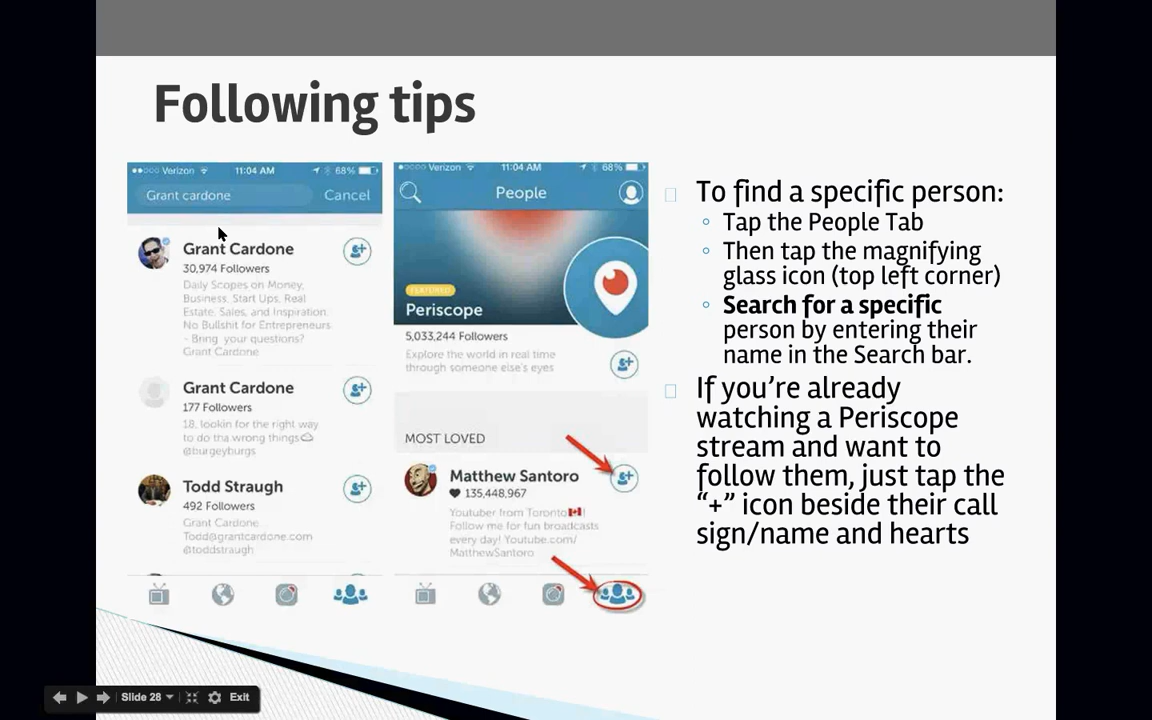 Following tips
Verizon 11:04 AM 68%
Grant cardone Cancel
Grant Cardone
30,974 Followers
Daily Scopes on Money,
Business. Start Ups, Real
Estate, Sales, and Inspiration.
No Bullshit for Entrepreneurs
- Bring your questions?
Grant Cardone
Grant Cardone
177 Followers
18, lookin for the right way
to do tha wrong things
@burgeyburgs
Todd Straugh
492 Followers
Grant Cardone
Todd@grantcardone.com
@toddstraugh
Verizon 11:04 AM 68%
People
FEATURED
Periscope
5,033,244 Followers
Explore the world in real time
through someone else's eyes
MOST LOVED
Matthew Santoro
135,448,967
Youtuber from Toronto !
Follow me for fun broadcasts
every day! Youtube.com/
MatthewSantoro
To find a specific person:
Tap the People Tab
Then tap the magnifying
glass icon (top left corner)
Search for a specific
person by entering their
name in the Search bar.
If you’re already
watching a Periscope
stream and want to
follow them, just tap the
“+” icon beside their call
sign/name and hearts
Slide 28 Exit